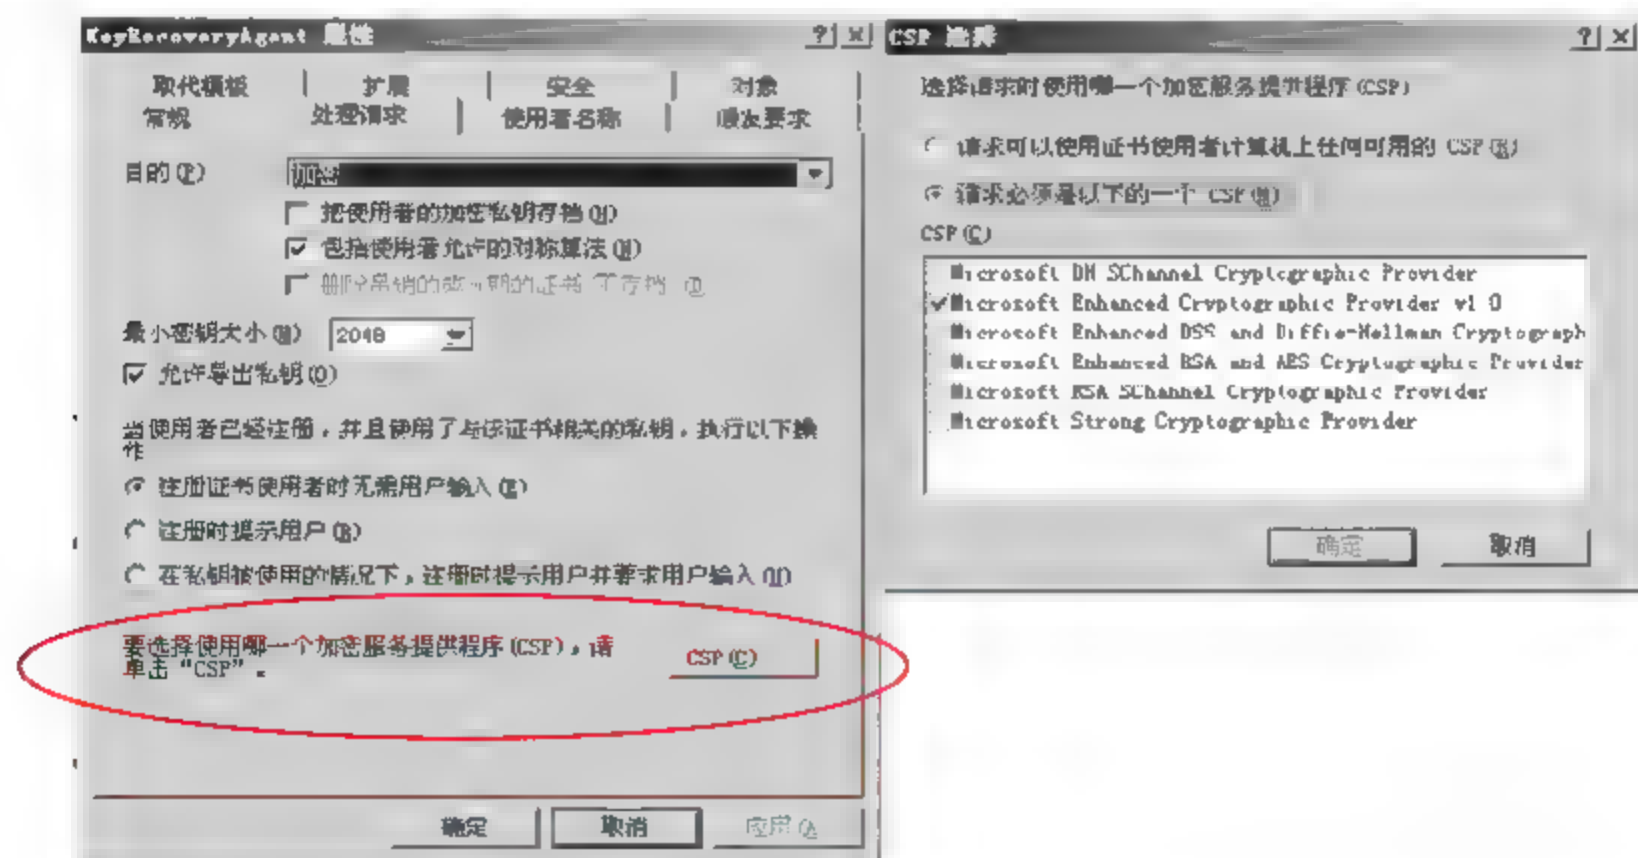 KeyRecoveryAgent 属性
取代模板 扩展 安全 对象
常规 处理请求 使用者名称 颁发要求
目的(P) 加密
把使用者的加密私钥存档(H)
包括使用者允许的对称算法(N)
删除吊销的或过期的证书
最小密钥大小(M) 2048
允许导出私钥(O)
当使用者已经注册，并且使用了与该证书相关的私钥，执行以下操
作
注册证书使用者时无需用户输入(E)
注册时提示用户(R)
在私钥被使用的情况下，注册时提示用户并要求用户输入(U)
要选择使用哪一个加密服务提供程序(CSP)，请
单击“CSP”。
CSP(C)
确定 取消 应用(A)
CSP 选择
选择请求时使用哪一个加密服务提供程序(CSP)
请求可以使用证书使用者计算机上任何可用的 CSP(R)
请求必须是以下的一个 CSP(M)
CSP(C)
Microsoft DH SChannel Cryptographic Provider
Microsoft Enhanced Cryptographic Provider v1 0
Microsoft Enhanced DSS and Diffie-Hellman Cryptograph
Microsoft Enhanced RSA and AES Cryptographic Provider
Microsoft RSA SChannel Cryptographic Provider
Microsoft Strong Cryptographic Provider
确定 取消